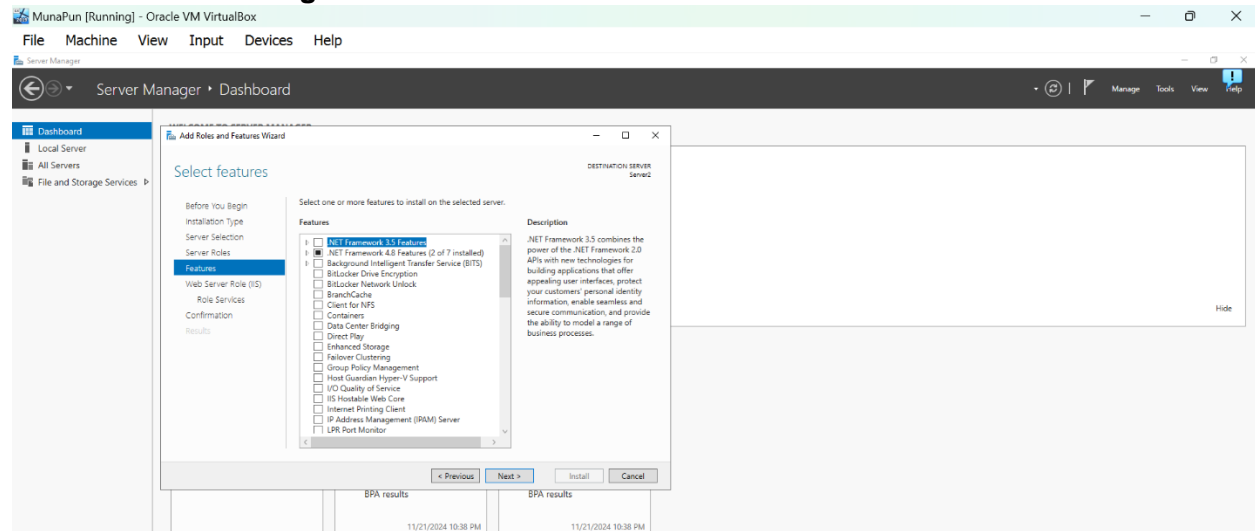 MunaPun [Running] - Oracle VM VirtualBox
File Machine View Input Devices Help
Server Manager
Server Manager • Dashboard
Manage Tools View Help
Dashboard
Local Server
All Servers
File and Storage Services
Add Roles and Features Wizard
Select features
DESTINATION SERVER
Server2
Before You Begin
Installation Type
Server Selection
Server Roles
Features
Web Server Role (IIS)
Role Services
Confirmation
Results
Select one or more features to install on the selected server.
Features
.NET Framework 3.5 Features
.NET Framework 4.8 Features (2 of 7 installed)
Background Intelligent Transfer Service (BITS)
BitLocker Drive Encryption
BitLocker Network Unlock
BranchCache
Client for NFS
Containers
Data Center Bridging
Direct Play
Enhanced Storage
Failover Clustering
Group Policy Management
Host Guardian Hyper-V Support
I/O Quality of Service
IIS Hostable Web Core
Internet Printing Client
IP Address Management (IPAM) Server
LPR Port Monitor
Description
.NET Framework 3.5 combines the
power of the .NET Framework 2.0
APIs with new technologies for
building applications that offer
appealing user interfaces, protect
your customers' personal identity
information, enable seamless and
secure communication, and provide
the ability to model a range of
business processes.
Hide
< Previous Next > Install Cancel
BPA results
BPA results
11/21/2024 10:38 PM
11/21/2024 10:38 PM